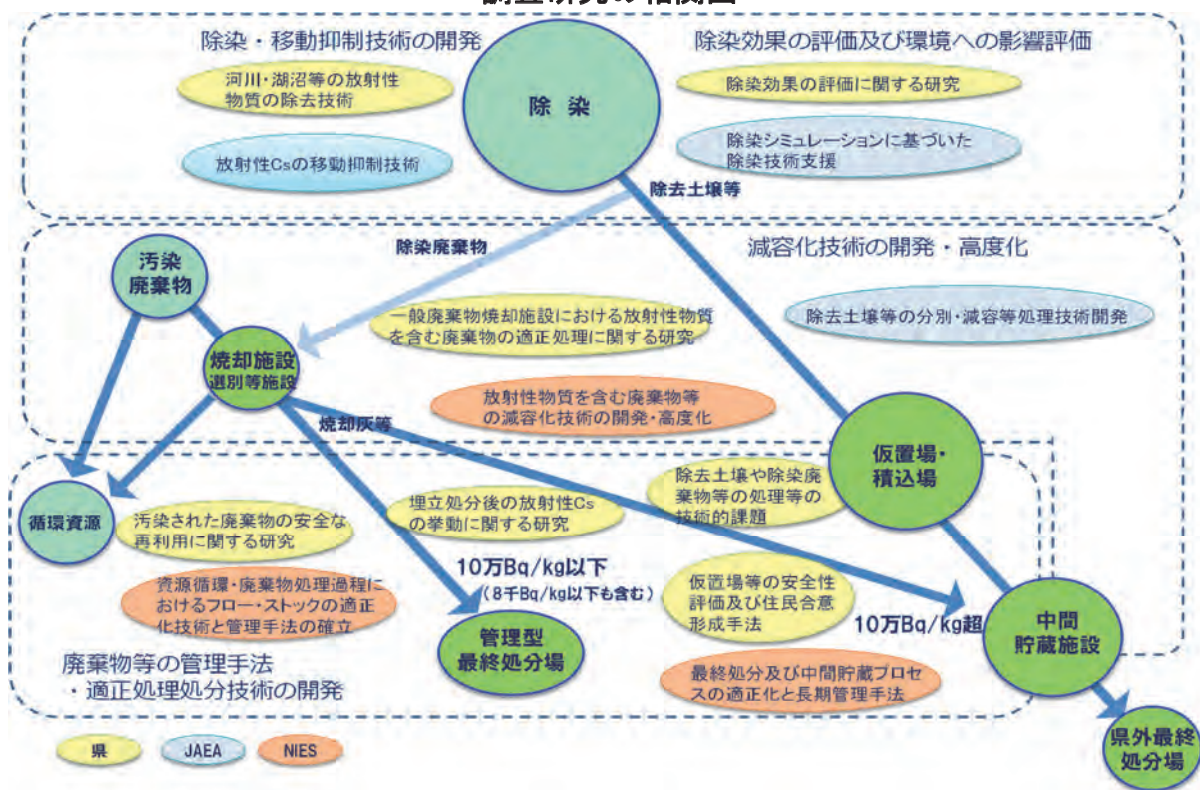 除染・移動抑制技術の開発
除染効果の評価及び環境への影響評価
河川・湖沼等の放射性
物質の除去技術
除 染
除染効果の評価に関する研究
放射性Csの移動抑制技術
除染シミュレーションに基づいた
除染技術支援
除去土壌等
除染廃棄物
減容化技術の開発・高度化
汚染
廃棄物
一般廃棄物焼却施設における放射性物質
を含む廃棄物の適正処理に関する研究
除去土壌等の分別・減容等処理技術開発
焼却施設
選別等施設
放射性物質を含む廃棄物等
の減容化技術の開発・高度化
焼却灰等
仮置場・
積込場
循環資源
汚染された廃棄物の安全な
再利用に関する研究
埋立処分後の放射性Cs
の挙動に関する研究
除去土壌や除染廃
棄物等の処理等の
技術的課題
資源循環・廃棄物処理過程に
おけるフロー・ストックの適正
化技術と管理手法の確立
10万Bq/kg以下
(8千Bq/kg以下も含む)
仮置場等の安全性
評価及び住民合意
形成手法
10万Bq/kg超
中間
貯蔵施設
管理型
最終処分場
廃棄物等の管理手法
・適正処理処分技術の開発
最終処分及び中間貯蔵プロセ
スの適正化と長期管理手法
県外最終
処分場
県
JAEA
NIES